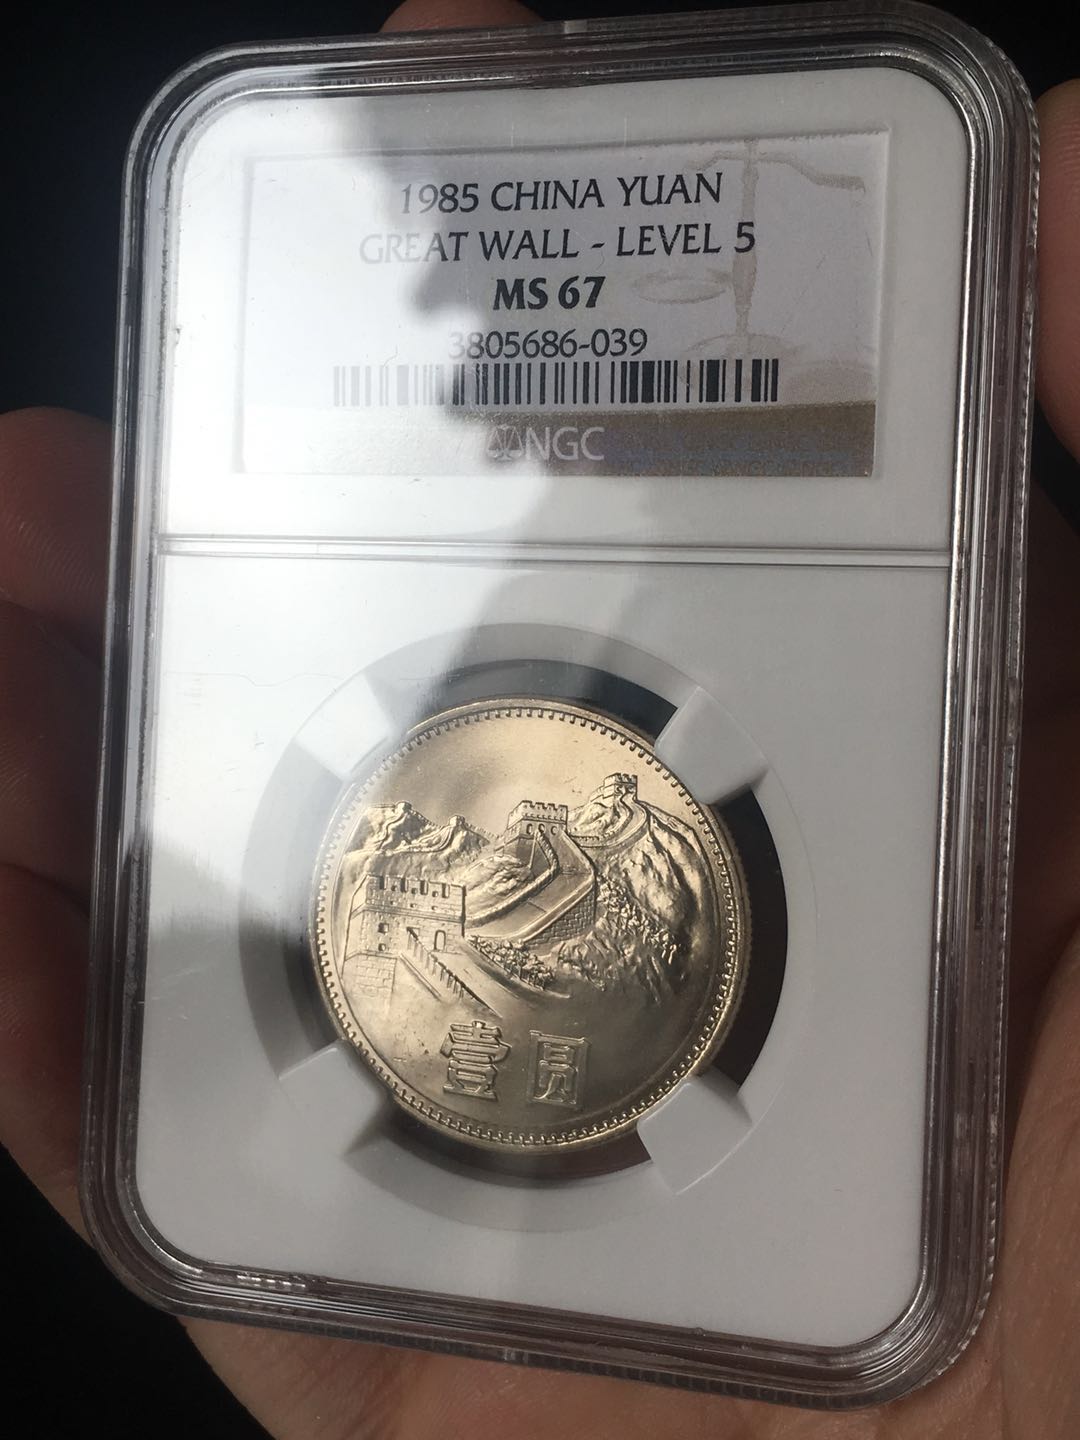 1985 CHINA YUAN
GREAT WALL - LEVEL 5
MS 67
3805686-039
NGC
壹圆